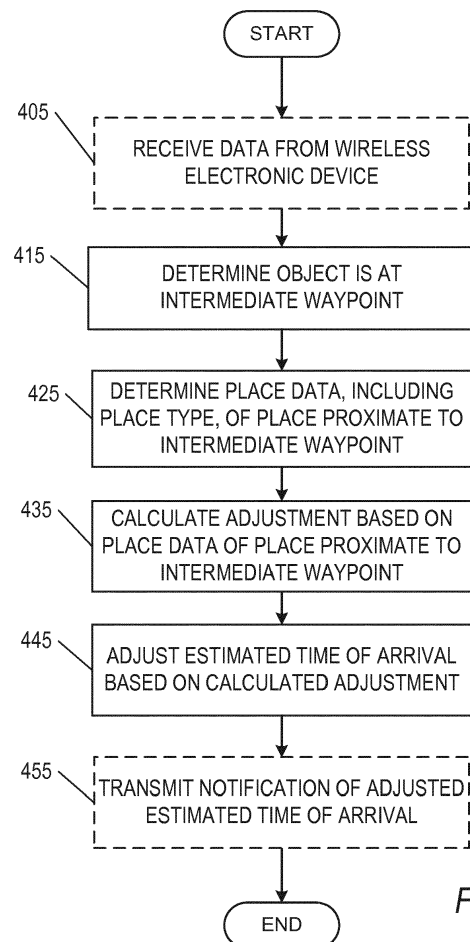 START
405
RECEIVE DATA FROM WIRELESS
ELECTRONIC DEVICE
415
DETERMINE OBJECT IS AT
INTERMEDIATE WAYPOINT
425
DETERMINE PLACE DATA, INCLUDING
PLACE TYPE, OF PLACE PROXIMATE TO
INTERMEDIATE WAYPOINT
435
CALCULATE ADJUSTMENT BASED ON
PLACE DATA OF PLACE PROXIMATE TO
INTERMEDIATE WAYPOINT
445
ADJUST ESTIMATED TIME OF ARRIVAL
BASED ON CALCULATED ADJUSTMENT
455
TRANSMIT NOTIFICATION OF ADJUSTED
ESTIMATED TIME OF ARRIVAL
END